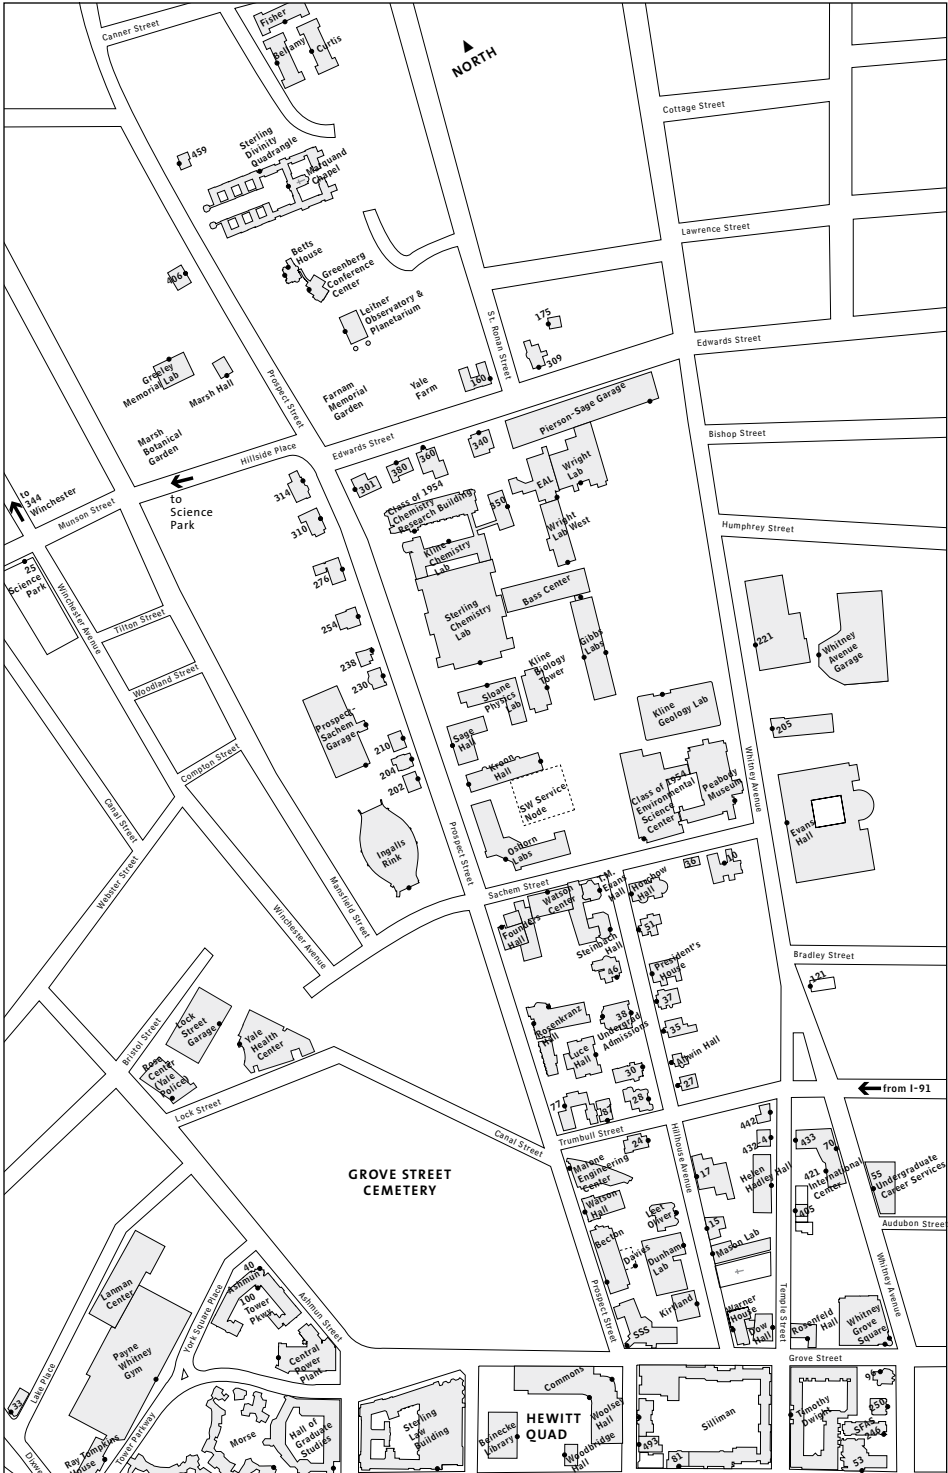 Canner Street
Fisher
Bellamy
Curtis
NORTH
Cottage Street
459
Sterling
Divinity
Quadrangle
Marquand
Chapel
Lawrence Street
406
Betts
House
Greenberg
Conference
Center
Leitner
Observatory &
Planetarium
St. Ronan Street
175
309
Edwards Street
Greeley
Memorial Lab
Marsh Hall
Prospect Street
Farnam
Memorial
Garden
Yale
Farm
160
Pierson-Sage Garage
Marsh
Botanical
Garden
Hillside Place
Edwards Street
340
360
380
301
Bishop Street
to
344
Winchester
Munson Street
to
Science
Park
314
310
Class of 1954
Chemistry
Research Building
350
EAL
Wright
Lab
Wright
Lab West
Humphrey Street
Kline
Chemistry
Lab
25
Science
Park
Winchester Avenue
276
Bass Center
Tilton Street
254
Sterling
Chemistry
Lab
Gibbs
Labs
221
Whitney
Avenue
Garage
Woodland Street
238
230
Kline
Biology
Tower
Sloane
Physics
Lab
Kline
Geology Lab
Prospect-
Sachem
Garage
210
204
202
Sage
Hall
Kroon
Hall
205
Compton Street
Canal Street
SW Service
Node
Class of 1954
Environmental
Science
Center
Peabody
Museum
Whitney Avenue
Evans
Hall
Ingalls
Rink
Prospect Street
Osborn
Labs
Webster Street
Mansfield Street
Winchester Avenue
Sachem Street
Watson
Center
T.M.
Evans
Hall
Horchow
Hall
36
10
Founders
Hall
Steinbach
Hall
51
46
President's
House
Bradley Street
121
Lock
Street
Garage
Yale
Health
Center
Bristol Street
Rosenkranz
Hall
38
Undergrad
Admissions
37
35
Luce
Hall
Allwin Hall
Rose
Center
(Yale
Police)
30
27
from I-91
Lock Street
77
87
28
Canal Street
Trumbull Street
24
442
432-4
433
70
GROVE STREET
CEMETERY
Malone
Engineering
Center
Hillhouse Avenue
17
Helen
Hadley Hall
421
International
Center
55
Undergraduate
Career Services
Watson
Hall
Leet
Oliver
15
405
Audubon Street
Becton
Davies
Dunham
Lab
Mason Lab
40
Ashmun
100
Tower
Pkwy
Ashmun Street
Lanman
Center
York Square Place
Prospect Street
Kirtland
SSS
Warner
House
Dow
Hall
Temple Street
Rosenfeld
Hall
Whitney
Grove
Square
Whitney Avenue
Payne
Whitney
Gym
Central
Power
Plant
Grove Street
Lake Place
33
Tower Parkway
Ray Tompkins
House
Morse
Hall of
Graduate
Studies
Sterling
Law
Building
Commons
Beinecke
Library
HEWITT
QUAD
Woolsey
Hall
Woodbridge
Hall
493
Silliman
81
Timothy
Dwight
SFAS
246
53